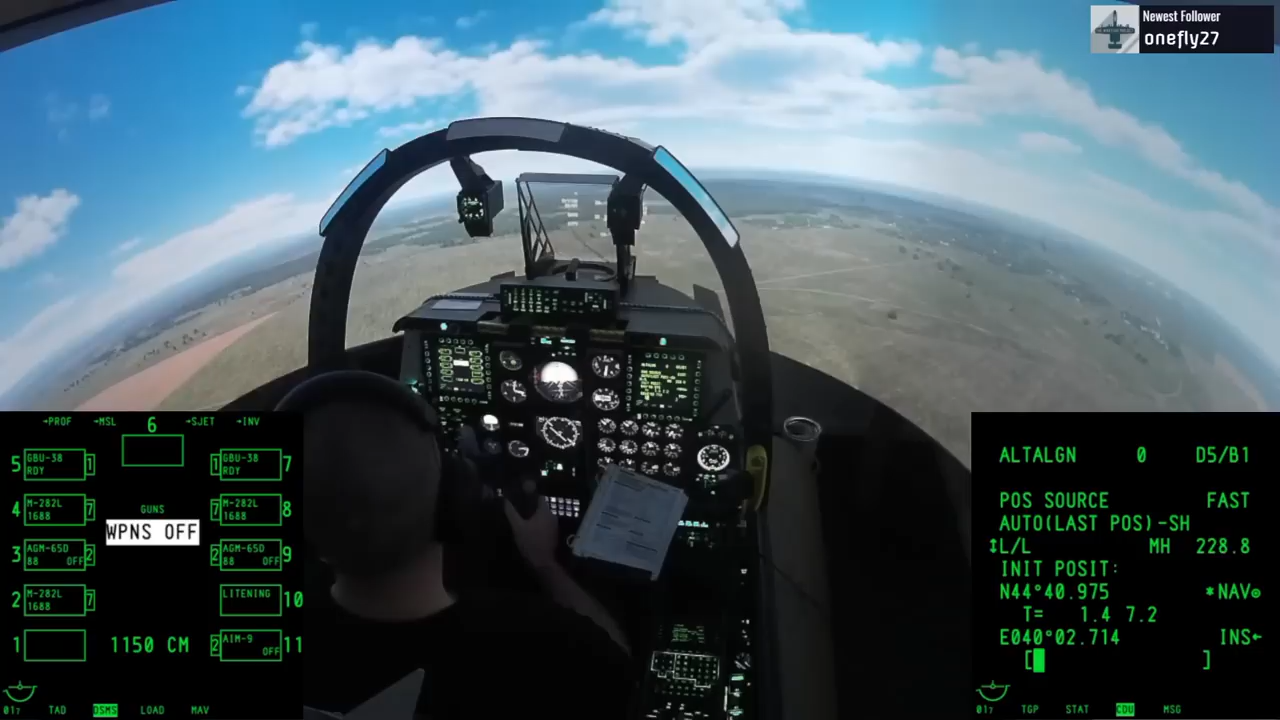 Newest Follower
onefly27
→PROF →MSL 6 →SJET →INV
5 GBU-38 RDY 1
1 GBU-38 RDY 7
4 M-282L 1688 7
7 M-282L 1688 8
GUNS
WPNS OFF
3 AGM-65D 88 OFF 2
2 AGM-65D 88 OFF 9
2 M-282L 1688 7
LITENING 10
1
1150 CM
2 AIM-9 OFF 11
017 TAD DSMS LOAD MAV
ALTALGN 0 D5/B1
POS SOURCE FAST
AUTO(LAST POS)-SH
↕L/L MH 228.8
INIT POSIT:
N44°40.975 *NAV⊙
T= 1.4 7.2
E040°02.714 INS←
[ ]
017 TGP STAT CDU MSG